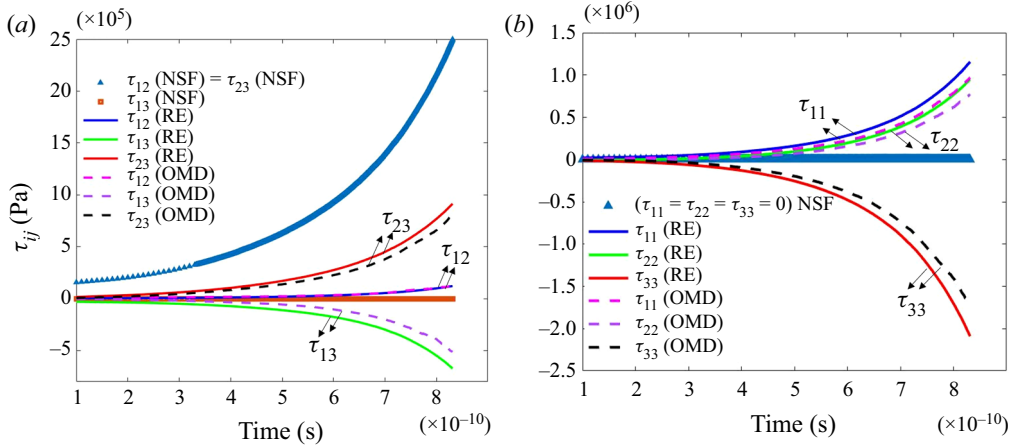 (a)
(×10⁵)
25
20
15
10
5
0
−5
τij (Pa)
τ12 (NSF) = τ23 (NSF)
τ13 (NSF)
τ12 (RE)
τ13 (RE)
τ23 (RE)
τ12 (OMD)
τ13 (OMD)
τ23 (OMD)
τ23
τ12
τ13
1 2 3 4 5 6 7 8 9
Time (s)
(×10⁻¹⁰)
(b)
(×10⁶)
1.5
1.0
0.5
0
−0.5
−1.0
−1.5
−2.0
−2.5
τ11
τ22
(τ11 = τ22 = τ33 = 0) NSF
τ11 (RE)
τ22 (RE)
τ33 (RE)
τ11 (OMD)
τ22 (OMD)
τ33 (OMD)
τ33
1 2 3 4 5 6 7 8
Time (s)
(×10⁻¹⁰)